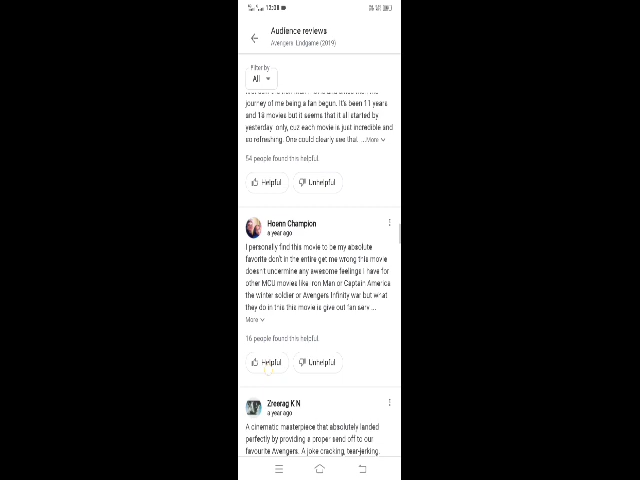 12:08
Audience reviews
Avengers: Endgame (2019)
Filter by
All
journey of me being a fan begun. It's been 11 years
and 18 movies but it seems that it all started by
yesterday only, cuz each movie is just incredible and
so refreshing. One could clearly see that ... More
54 people found this helpful.
Helpful
Unhelpful
Hoenn Champion
a year ago
I personally find this movie to be my absolute
favorite don't in the entire get me wrong this movie
doesn't undermine any awesome feelings I have for
other MCU movies like Iron Man or Captain America
the winter soldier or Avengers Infinity war but what
they do in this this movie is give out fan serv ...
More
16 people found this helpful.
Helpful
Unhelpful
Zreerag K N
a year ago
A cinematic masterpiece that absolutely landed
perfectly by providing a proper send off to our
favourite Avengers. A joke cracking, tear-jerking,